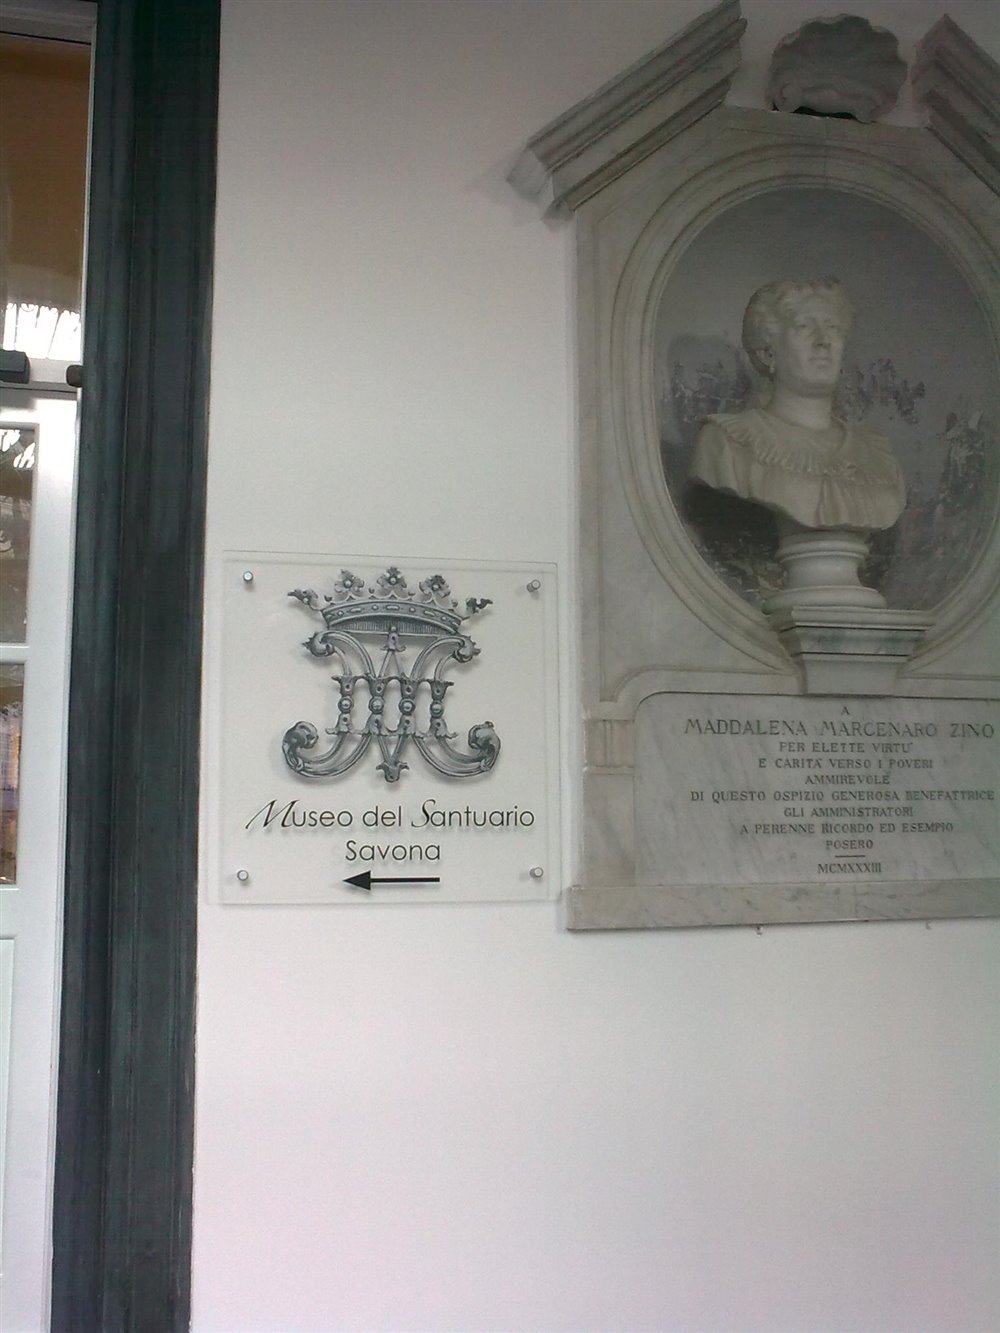 Museo del Santuario
Savona
A
MADDALENA MARCENARO ZINO
PER ELETTE VIRTU'
E CARITÀ VERSO I POVERI
AMMIREVOLE
DI QUESTO OSPIZIO GENEROSA BENEFATTRICE
GLI AMMINISTRATORI
A PERENNE RICORDO ED ESEMPIO
POSERO
MCMXXXIII